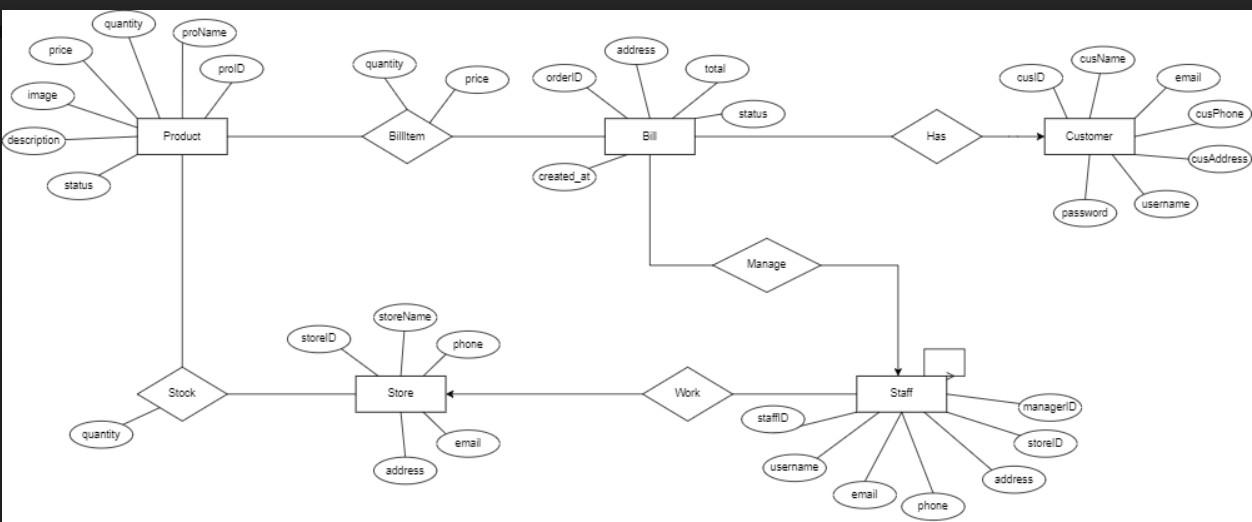 quantity
proName
price
proID
image
description
status
Product
quantity
price
BillItem
address
orderID
total
status
Bill
created_at
Has
cusName
cusID
email
cusPhone
cusAddress
username
password
Customer
Manage
Stock
quantity
storeName
storeID
phone
Store
email
address
Work
Staff
managerID
staffID
storeID
username
address
email
phone